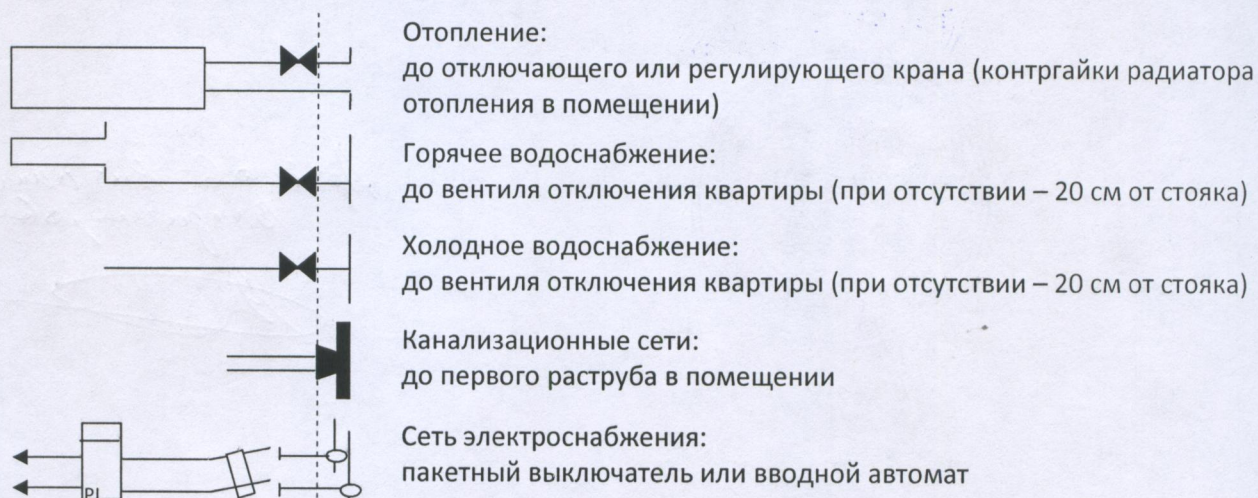 Отопление:
до отключающего или регулирующего крана (контргайки радиатора
отопления в помещении)
Горячее водоснабжение:
до вентиля отключения квартиры (при отсутствии – 20 см от стояка)
Холодное водоснабжение:
до вентиля отключения квартиры (при отсутствии – 20 см от стояка)
Канализационные сети:
до первого раструба в помещении
Сеть электроснабжения:
пакетный выключатель или вводной автомат